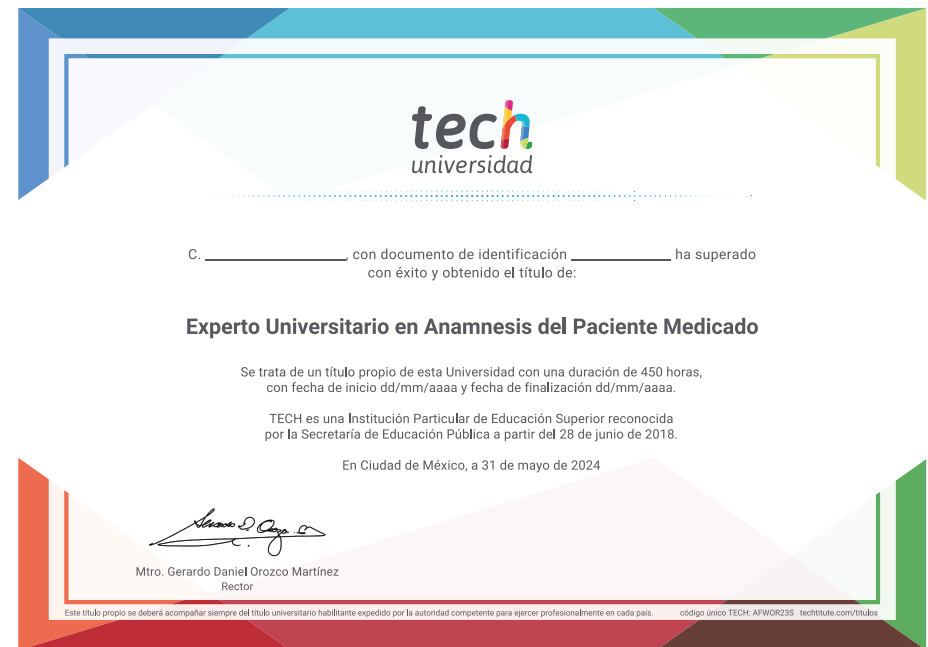 tech
universidad
C. ____________________, con documento de identificación ______________ ha superado
con éxito y obtenido el título de:
Experto Universitario en Anamnesis del Paciente Medicado
Se trata de un título propio de esta Universidad con una duración de 450 horas,
con fecha de inicio dd/mm/aaaa y fecha de finalización dd/mm/aaaa.
TECH es una Institución Particular de Educación Superior reconocida
por la Secretaría de Educación Pública a partir del 28 de junio de 2018.
En Ciudad de México, a 31 de mayo de 2024
Mtro. Gerardo Daniel Orozco Martínez
Rector
Este título propio se deberá acompañar siempre del título universitario habilitante expedido por la autoridad competente para ejercer profesionalmente en cada país. código único TECH: AFWOR23S techtitute.com/titulos